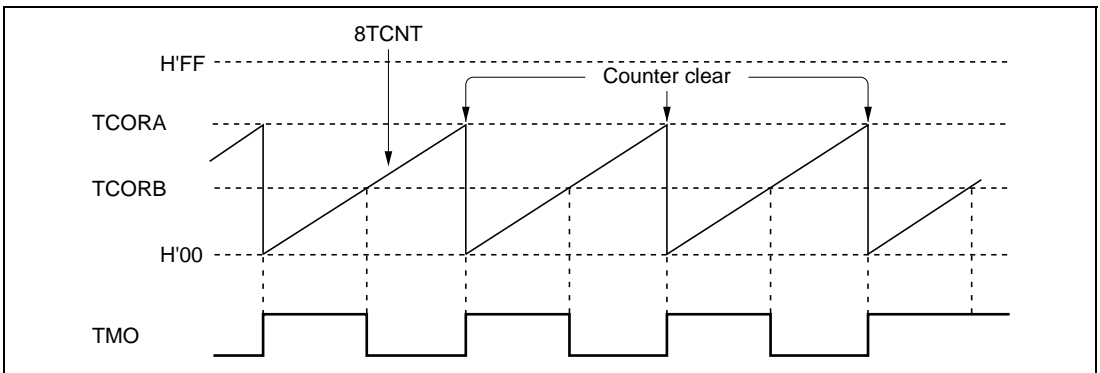 8TCNT
H'FF
Counter clear
TCORA
TCORB
H'00
TMO